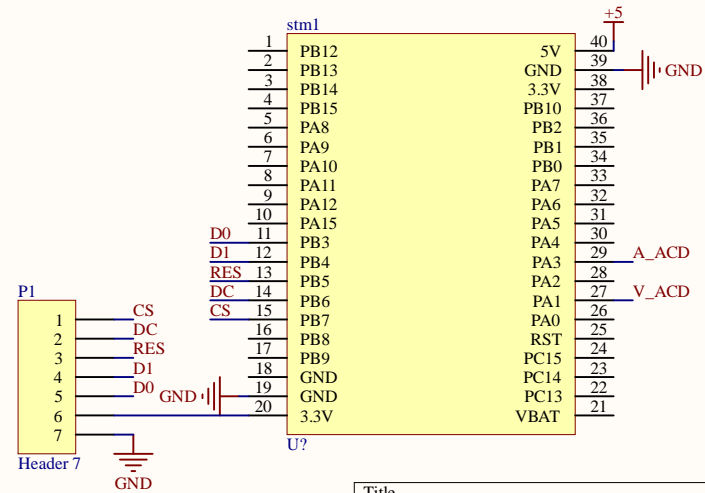 +5
stm1
1 PB12 5V 40
2 PB13 GND 39 GND
3 PB14 3.3V 38
4 PB15 PB10 37
5 PA8 PB2 36
6 PA9 PB1 35
7 PA10 PB0 34
8 PA11 PA7 33
9 PA12 PA6 32
10 PA15 PA5 31
D0 11 PB3 PA4 30
D1 12 PB4 PA3 29 A_ACD
RES 13 PB5 PA2 28
DC 14 PB6 PA1 27 V_ACD
CS 15 PB7 PA0 26
16 PB8 RST 25
17 PB9 PC15 24
18 GND PC14 23
GND 19 GND PC13 22
20 3.3V VBAT 21
U?
P1
1 CS
2 DC
3 RES
4 D1
5 D0
6
7
Header 7
GND
Title